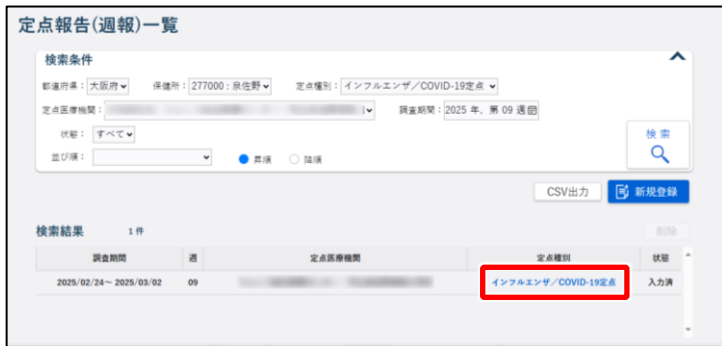 定点報告(週報)一覧
検索条件
都道府県： 大阪府 保健所： 277000：泉佐野 定点種別： インフルエンザ／COVID-19定点
定点医療機関： 調査期間： 2025 年、第 09 週
状態： すべて
並び順： 昇順 降順
検索
CSV出力 新規登録
検索結果 1 件 削除
調査期間 週 定点医療機関 定点種別 状態
2025/02/24～ 2025/03/02 09 インフルエンザ／COVID-19定点 入力済